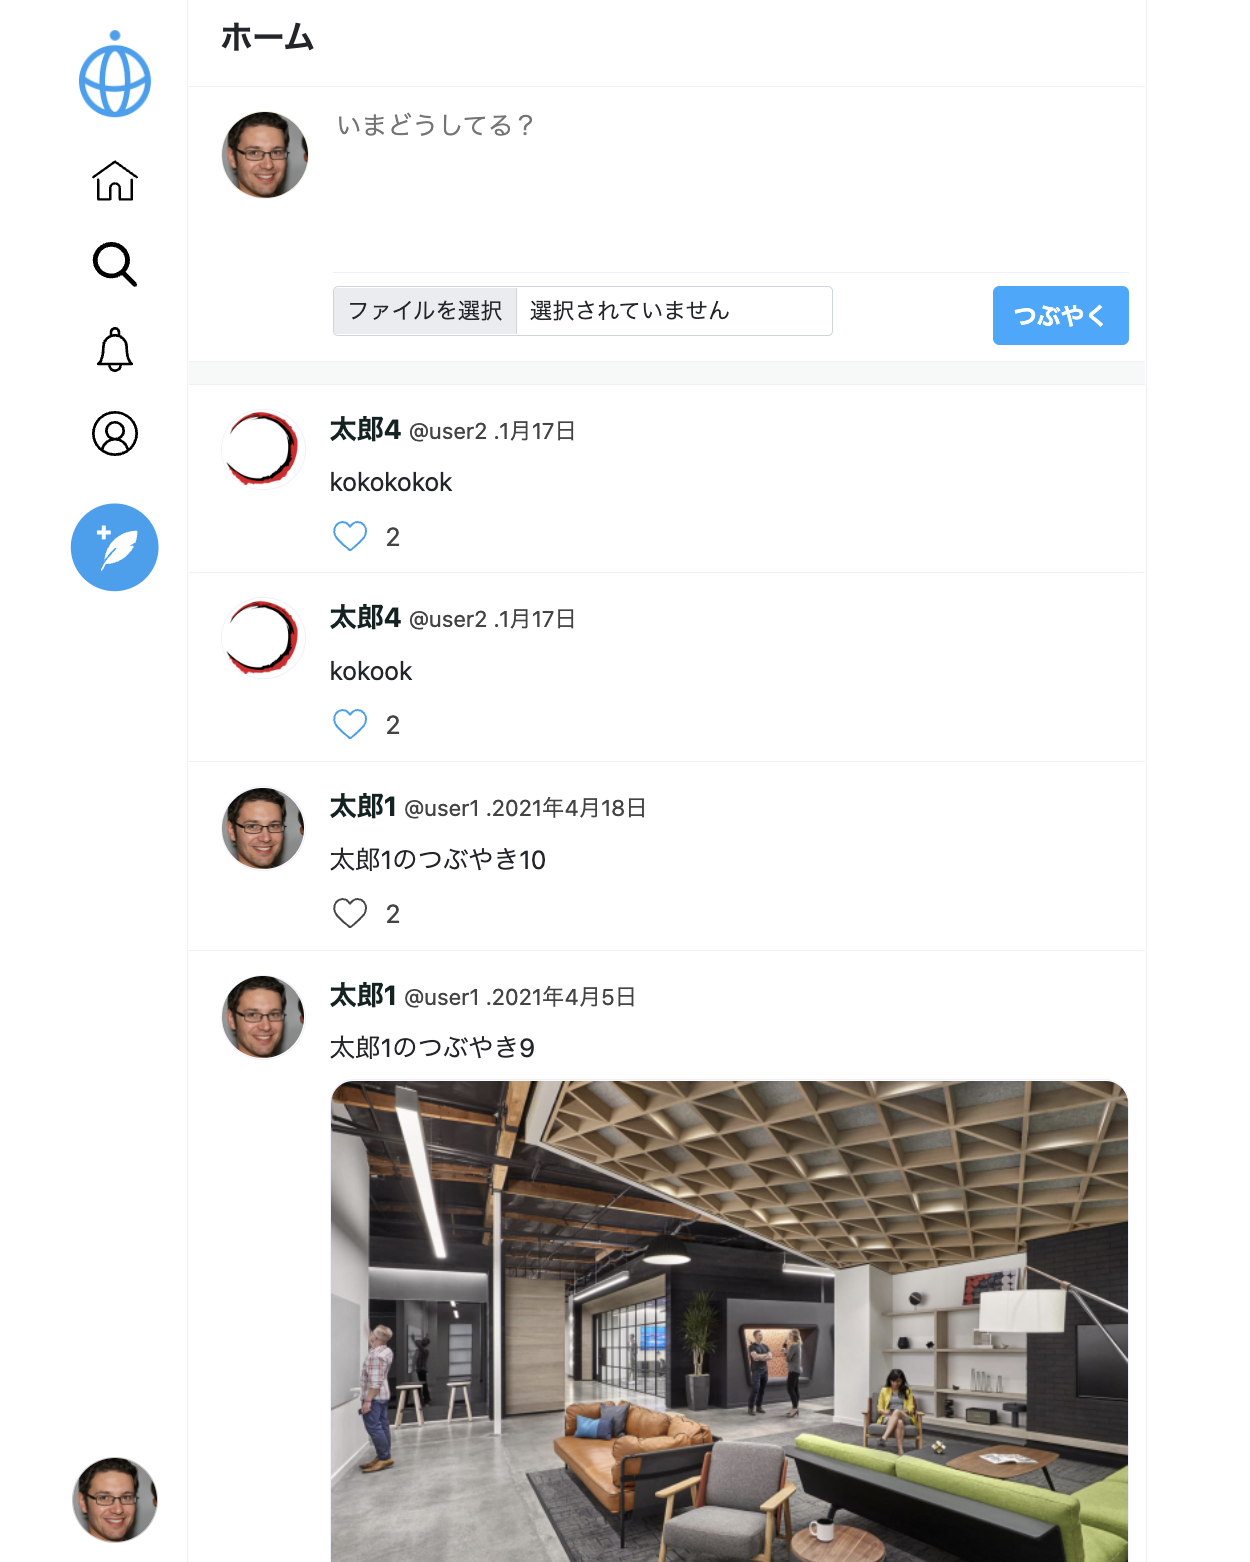 ホーム
いまどうしてる？
ファイルを選択 選択されていません
つぶやく
太郎4 @user2 .1月17日
kokokokok
2
太郎4 @user2 .1月17日
kokook
2
太郎1 @user1 .2021年4月18日
太郎1のつぶやき10
2
太郎1 @user1 .2021年4月5日
太郎1のつぶやき9